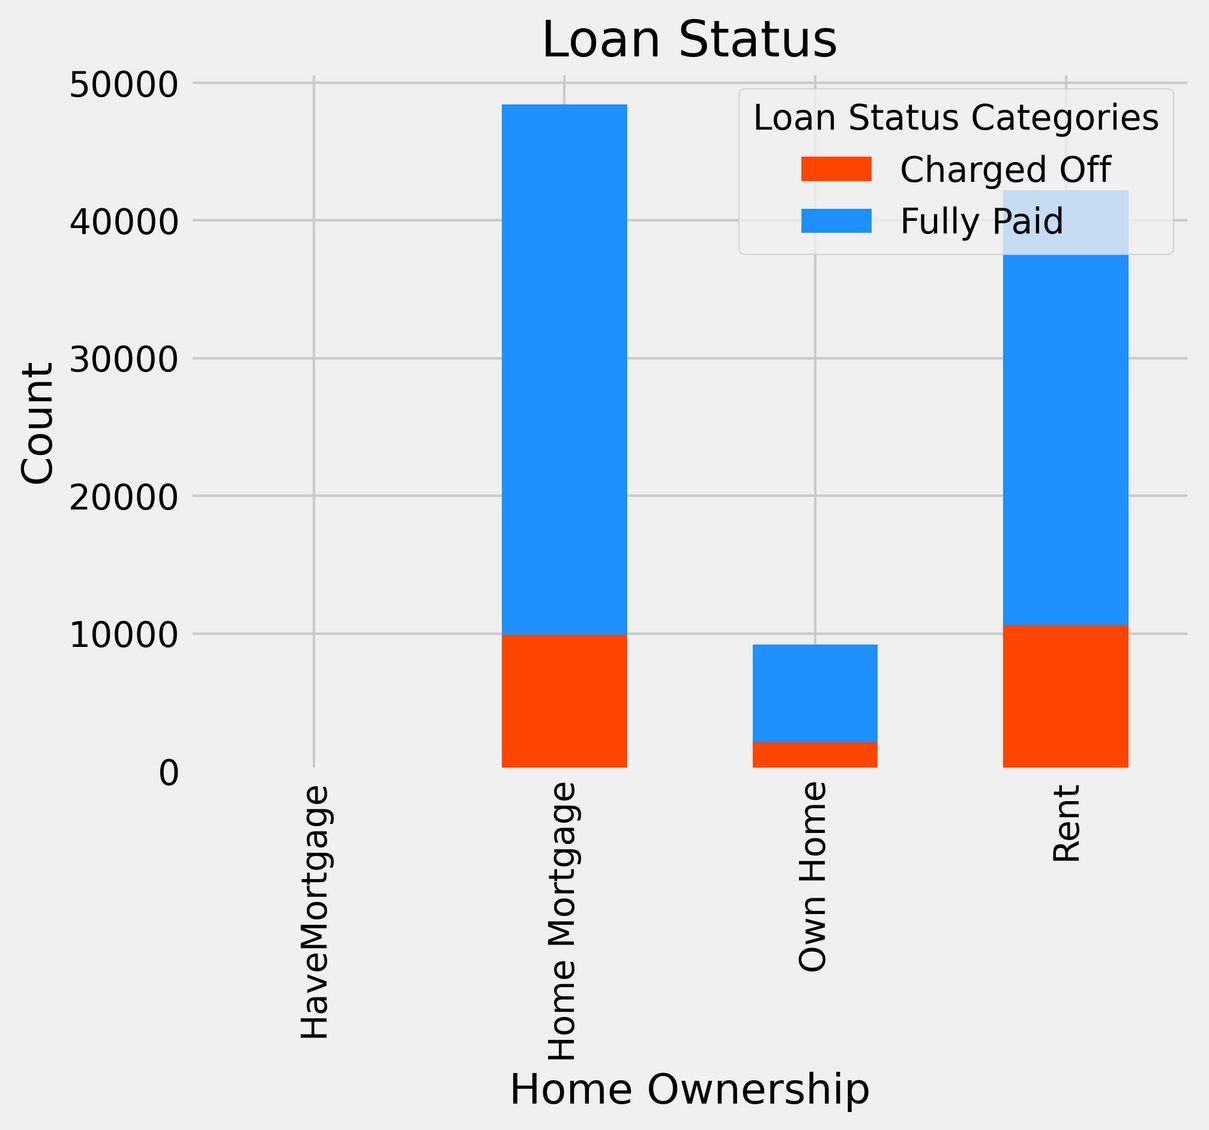 Loan Status
50000
40000
30000
20000
10000
0
Count
Loan Status Categories
Charged Off
Fully Paid
HaveMortgage
Home Mortgage
Own Home
Rent
Home Ownership